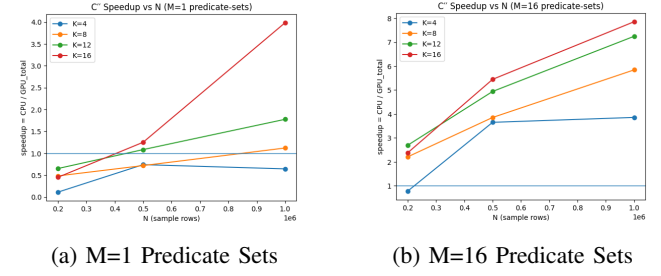 C′′ Speedup vs N (M=1 predicate-sets)
K=4
K=8
K=12
K=16
speedup = CPU / GPU_total
4.0
3.5
3.0
2.5
2.0
1.5
1.0
0.5
0.0
0.2 0.3 0.4 0.5 0.6 0.7 0.8 0.9 1.0
N (sample rows)
1e6
(a) M=1 Predicate Sets
C′′ Speedup vs N (M=16 predicate-sets)
K=4
K=8
K=12
K=16
speedup = CPU / GPU_total
8
7
6
5
4
3
2
1
0.2 0.3 0.4 0.5 0.6 0.7 0.8 0.9 1.0
N (sample rows)
1e6
(b) M=16 Predicate Sets